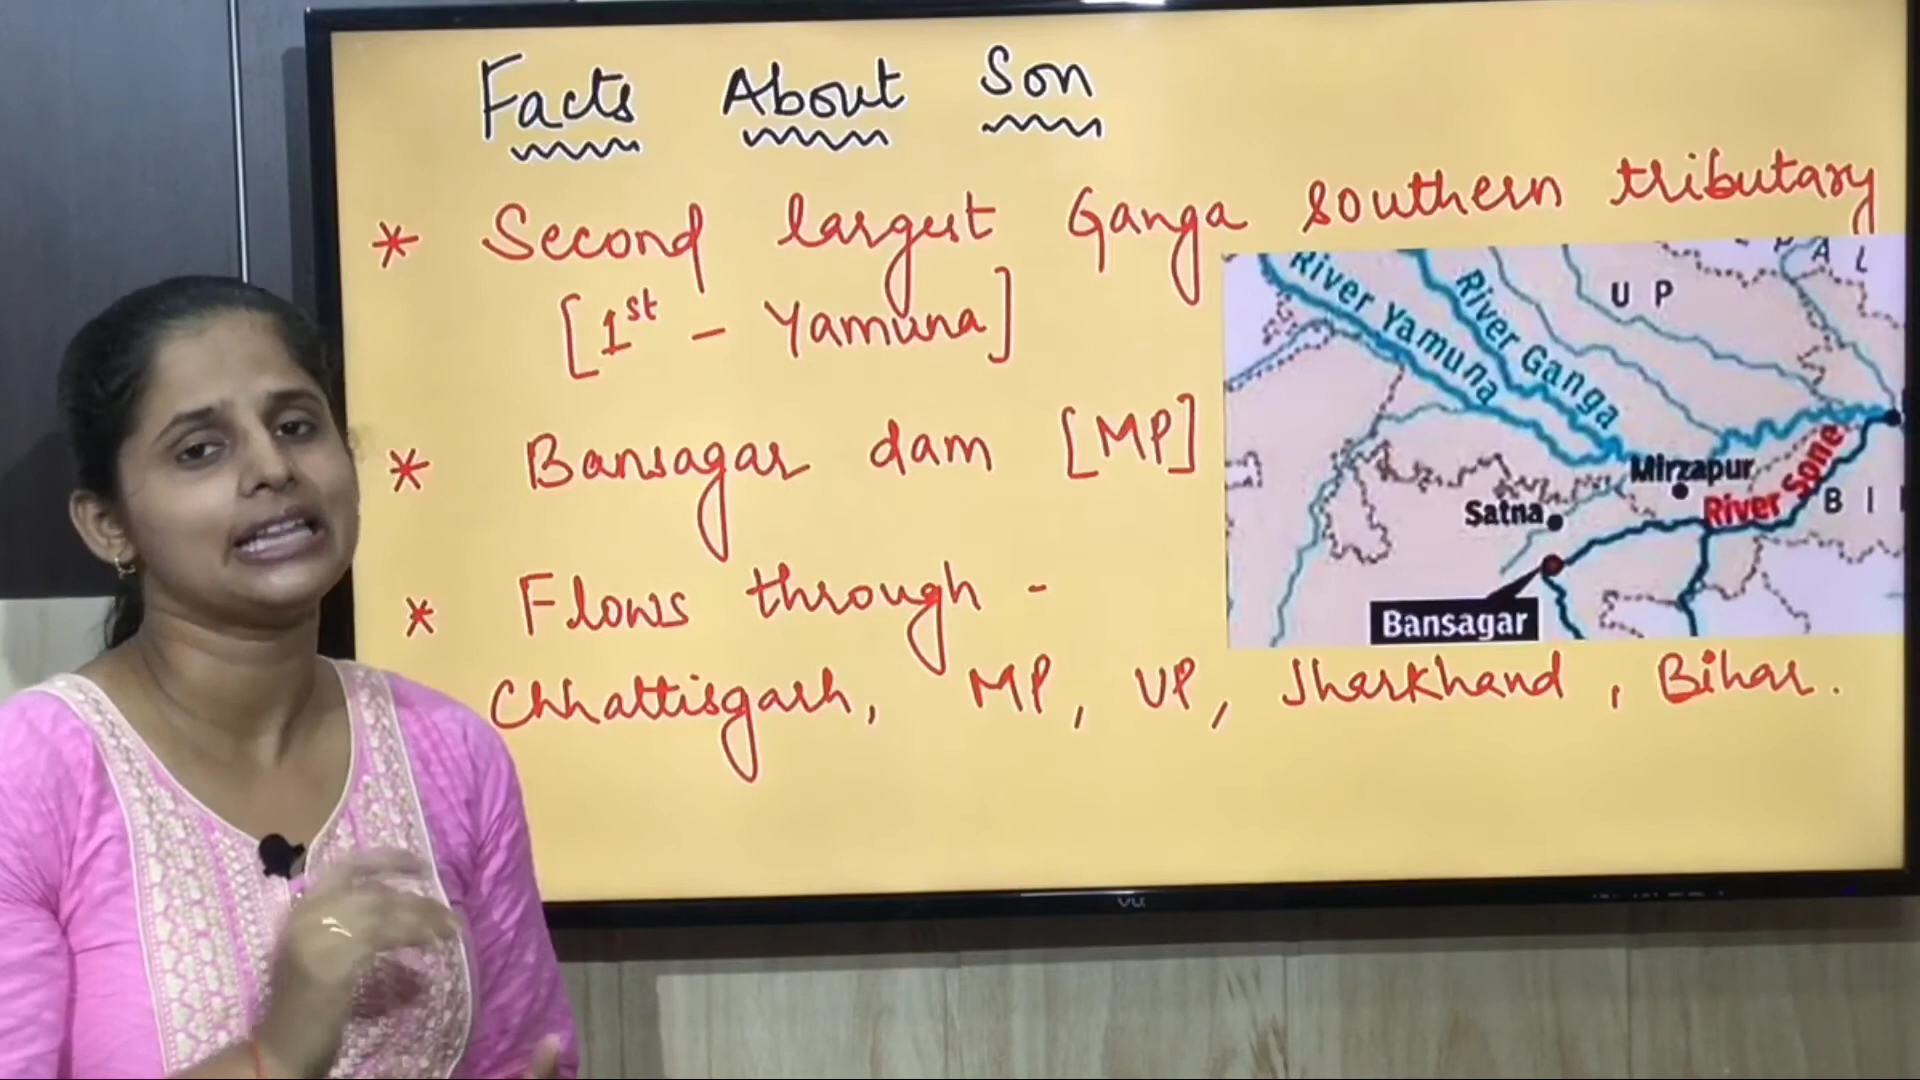 Facts About Son
* Second largest Ganga southern tributary
[1st - Yamuna]
* Bansagar dam [MP]
* Flows through -
Chhattisgarh, MP, UP, Jharkhand, Bihar.
A L
U P
River Yamuna
River Ganga
Mirzapur
Satna
River Sone
B I
Bansagar
VU